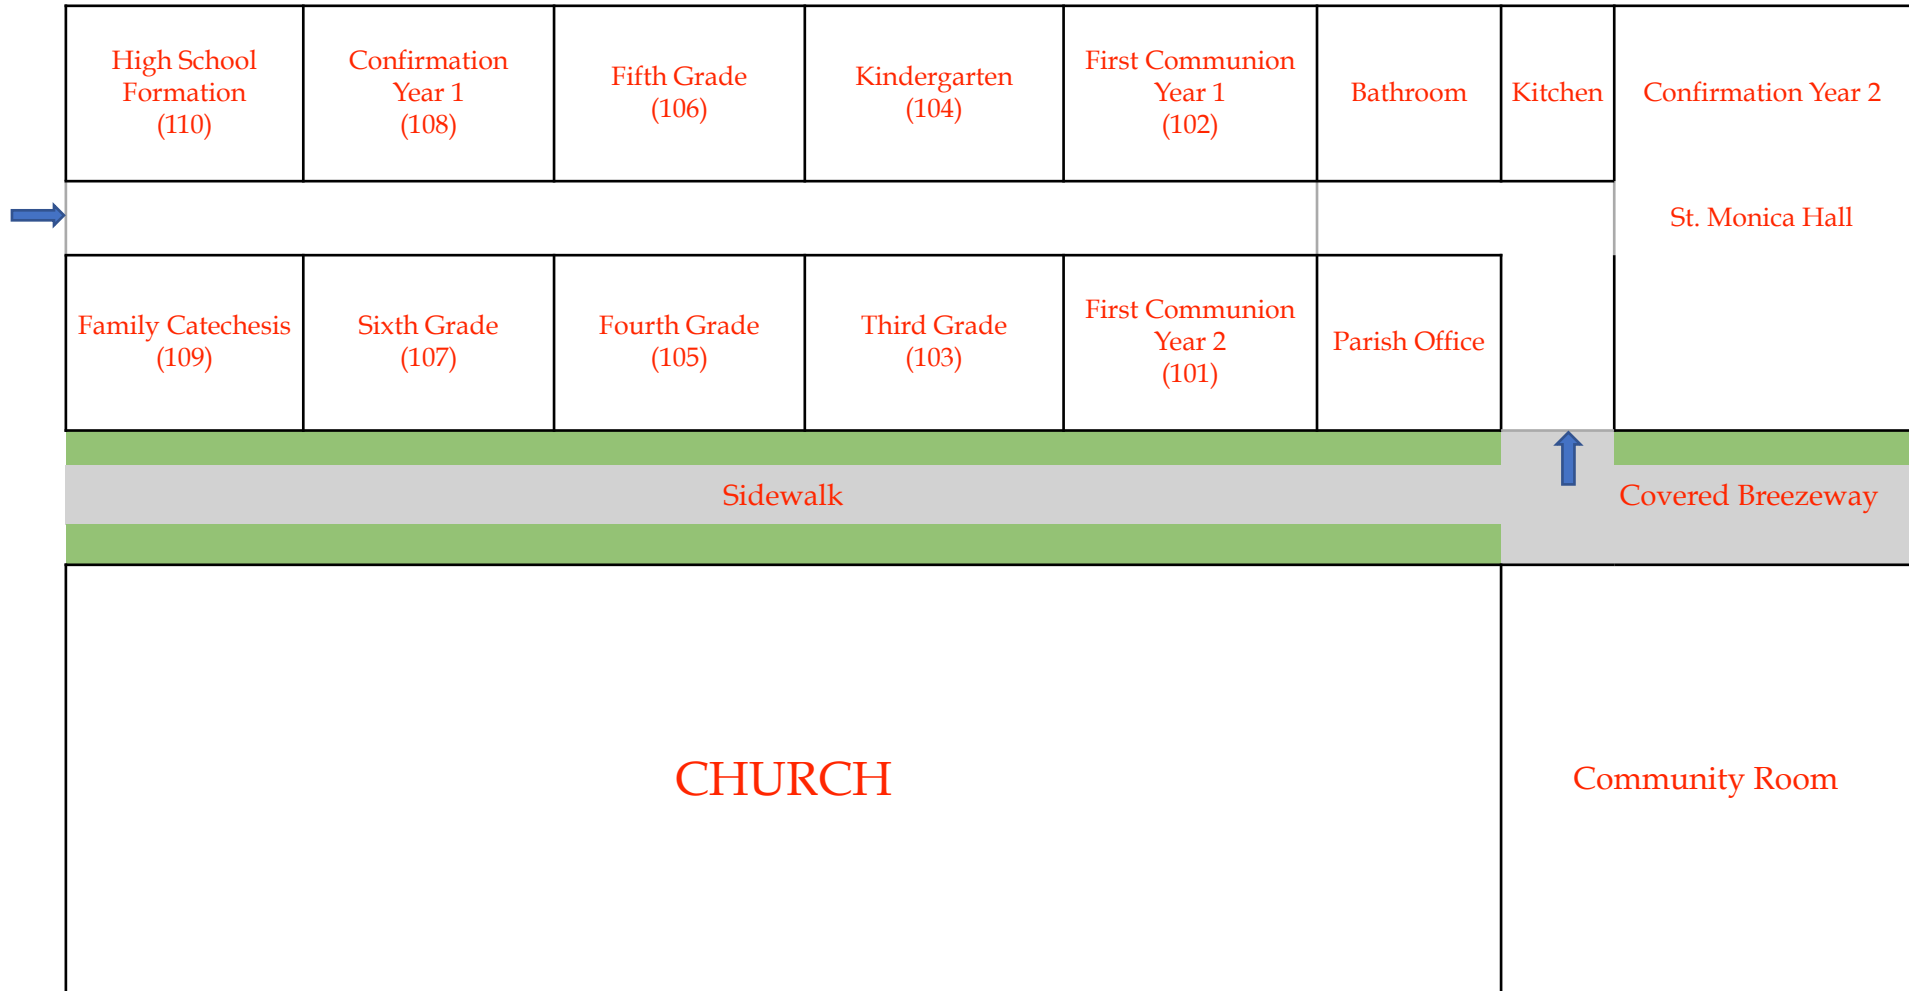 High School
Formation
(110)
Confirmation
Year 1
(108)
Fifth Grade
(106)
Kindergarten
(104)
First Communion
Year 1
(102)
Bathroom
Kitchen
Confirmation Year 2
St. Monica Hall
Family Catechesis
(109)
Sixth Grade
(107)
Fourth Grade
(105)
Third Grade
(103)
First Communion
Year 2
(101)
Parish Office
Sidewalk
Covered Breezeway
CHURCH
Community Room